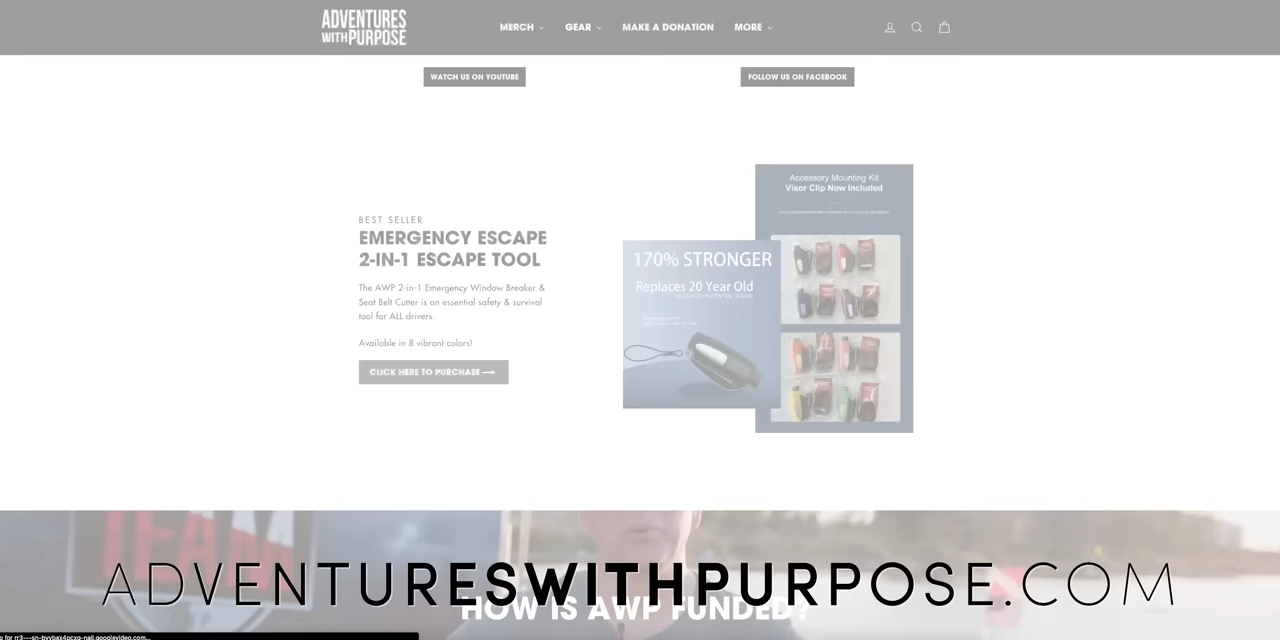 ADVENTURES
WITH PURPOSE
MERCH
GEAR
MAKE A DONATION
MORE
WATCH US ON YOUTUBE
FOLLOW US ON FACEBOOK
BEST SELLER
EMERGENCY ESCAPE
2-IN-1 ESCAPE TOOL
The AWP 2-in-1 Emergency Window Breaker &
Seat Belt Cutter is an essential safety & survival
tool for ALL drivers.
Available in 8 vibrant colors!
CLICK HERE TO PURCHASE
Accessory Mounting Kit
Visor Clip Now Included
170% STRONGER
Replaces 20 Year Old
TEAM
ADVENTURESWITHPURPOSE.COM
HOW IS AWP FUNDED?